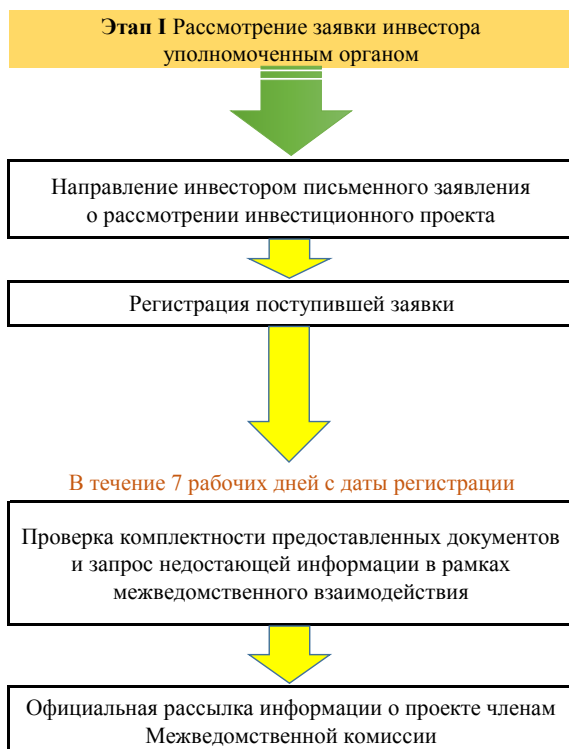 Этап I Рассмотрение заявки инвестора
уполномоченным органом
Направление инвестором письменного заявления
о рассмотрении инвестиционного проекта
Регистрация поступившей заявки
В течение 7 рабочих дней с даты регистрации
Проверка комплектности предоставленных документов
и запрос недостающей информации в рамках
межведомственного взаимодействия
Официальная рассылка информации о проекте членам
Межведомственной комиссии